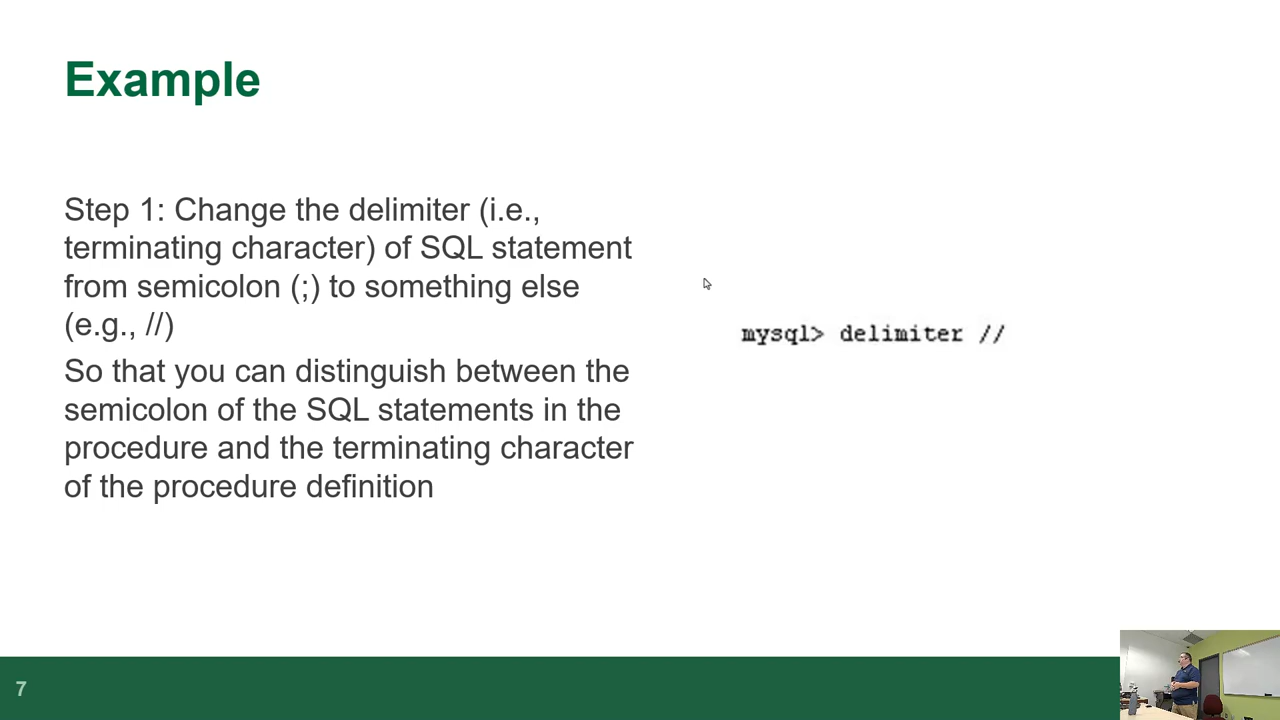 Example
Step 1: Change the delimiter (i.e.,
terminating character) of SQL statement
from semicolon (;) to something else
(e.g., //)
So that you can distinguish between the
semicolon of the SQL statements in the
procedure and the terminating character
of the procedure definition
mysql> delimiter //
7